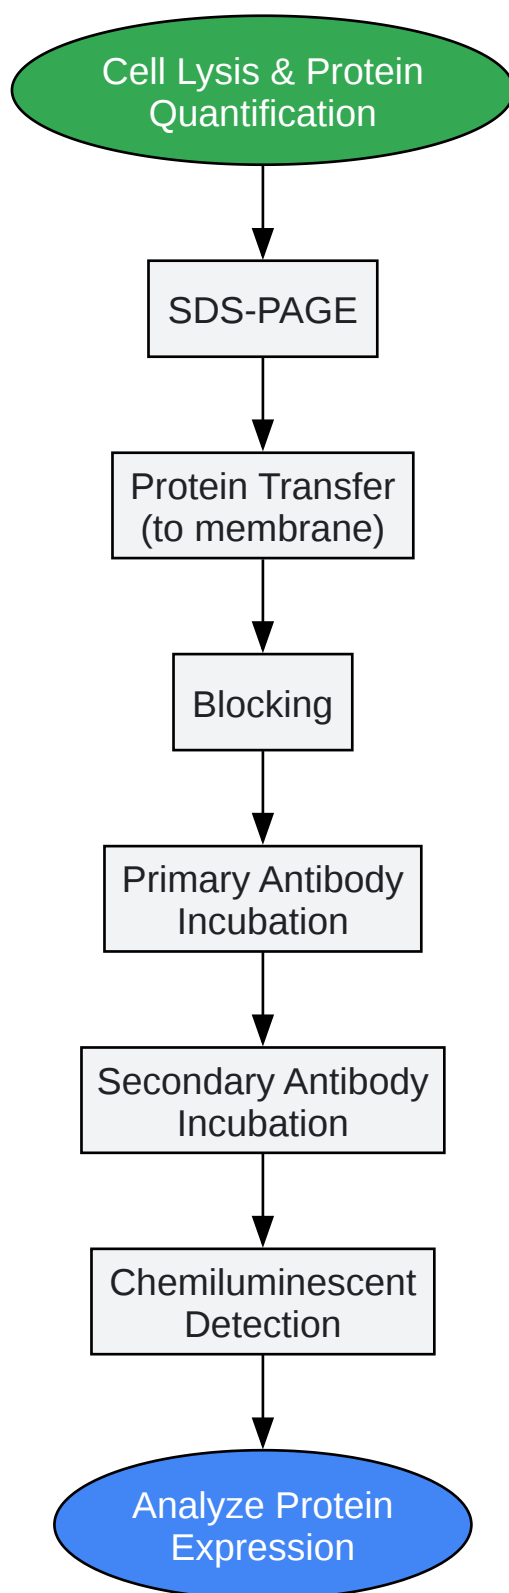 Cell Lysis & Protein
Quantification
SDS-PAGE
Protein Transfer
(to membrane)
Blocking
Primary Antibody
Incubation
Secondary Antibody
Incubation
Chemiluminescent
Detection
Analyze Protein
Expression